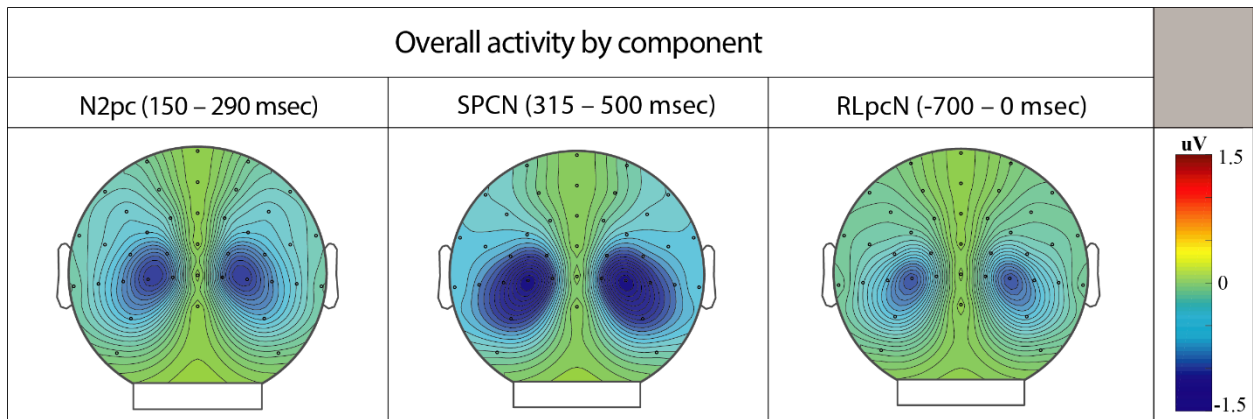 Overall activity by component
N2pc (150 – 290 msec)
SPCN (315 – 500 msec)
RLpcN (-700 – 0 msec)
uV
1.5
0
-1.5